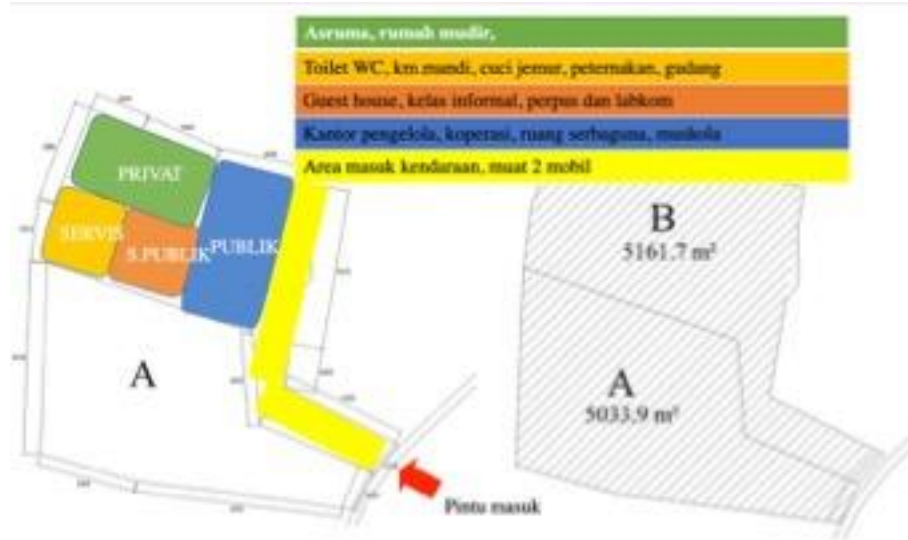 Asrama, rumah mudir,
Toilet WC, km.mandi, cuci jemur, peternakan, gudang
Guest house, kelas informal, perpus dan labkom
Kantor pengelola, koperasi, ruang serbaguna, muskola
Area masuk kendaraan, muat 2 mobil
PRIVAT
SERVIS
S.PUBLIK
PUBLIK
B
5161,7 m²
A
A
5033,9 m²
Pintu masuk